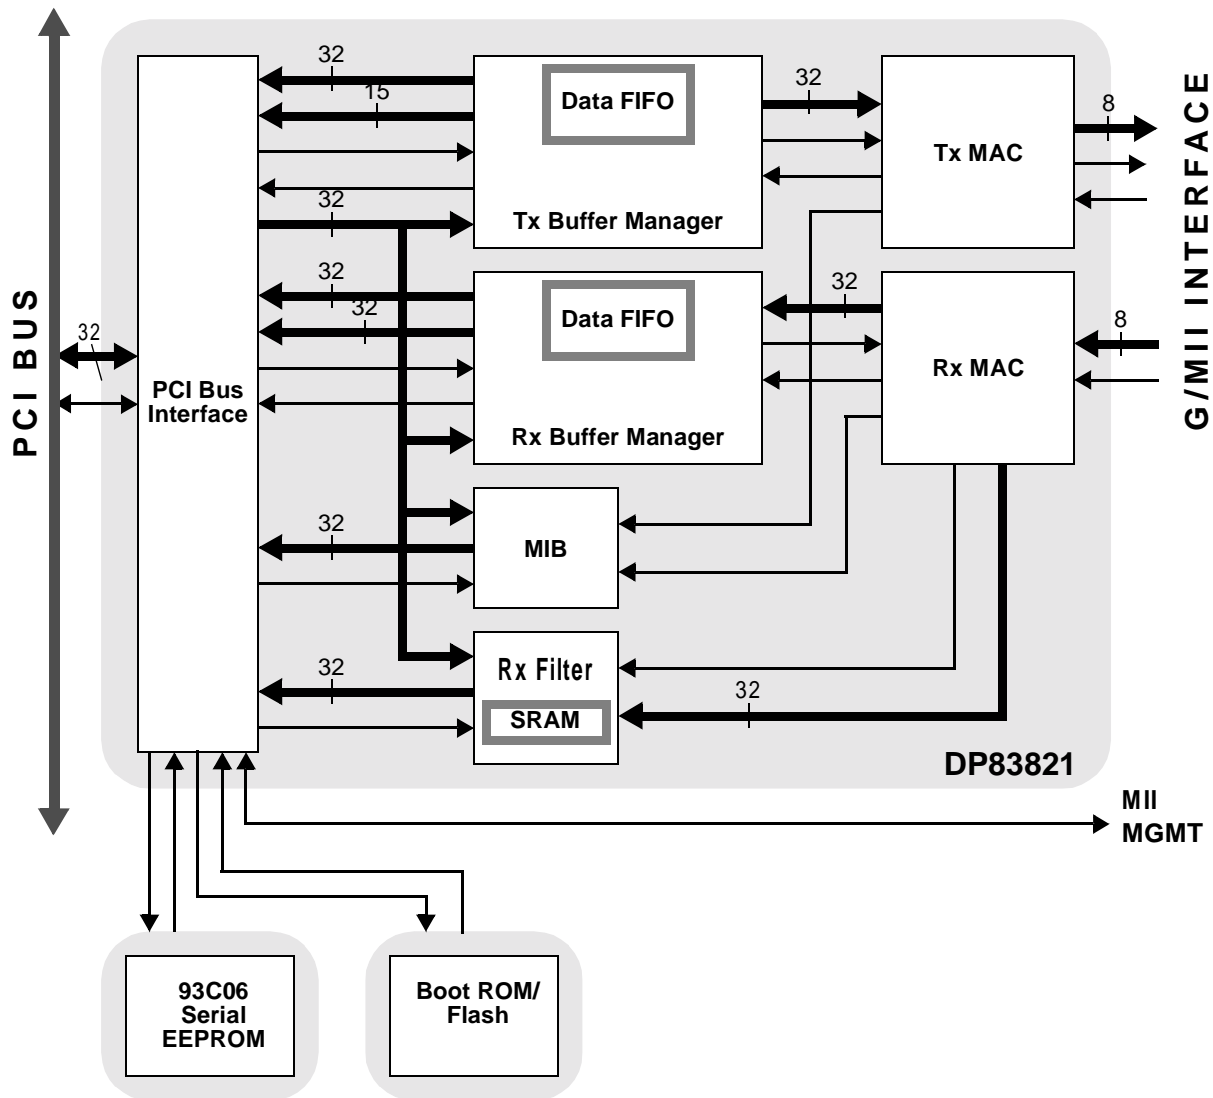 32
15
32
32
32
32
32
32
PCI BUS
PCI Bus
Interface
Data FIFO
Tx Buffer Manager
Data FIFO
Rx Buffer Manager
MIB
Rx Filter
SRAM
32
32
32
Tx MAC
Rx MAC
8
8
G/MII INTERFACE
DP83821
MII
MGMT
93C06
Serial
EEPROM
Boot ROM/
Flash